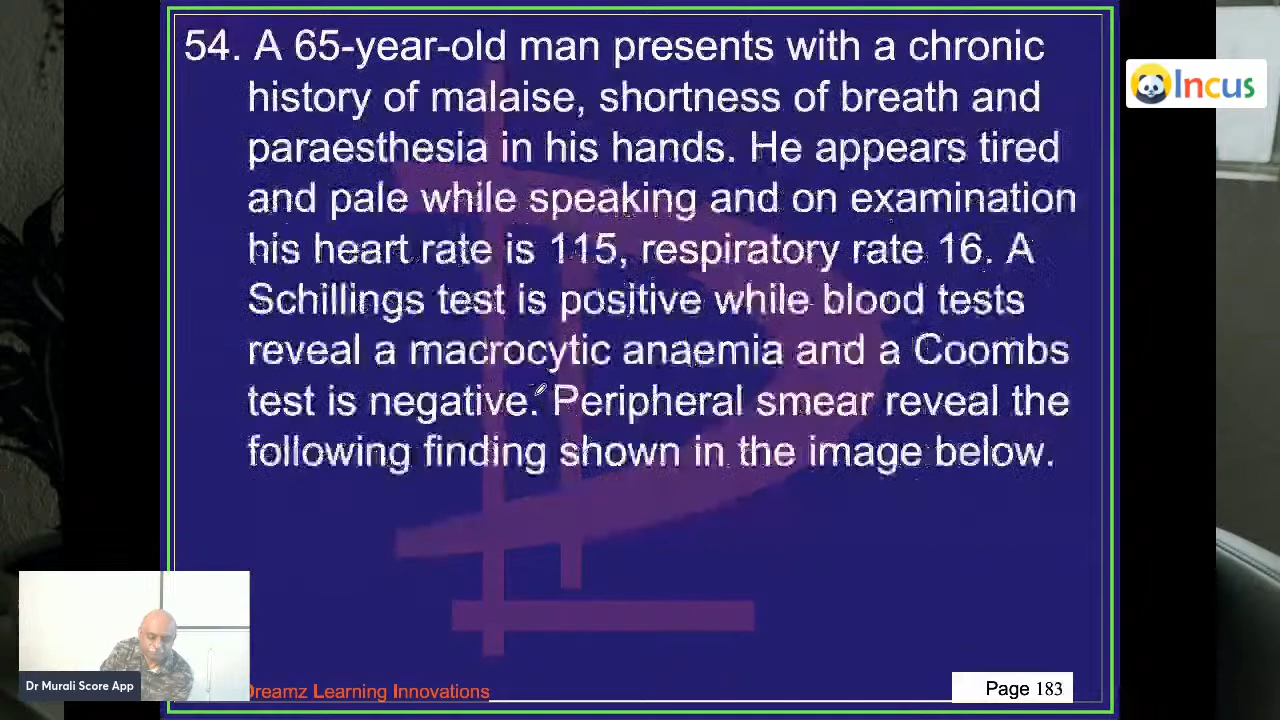 54. A 65-year-old man presents with a chronic
history of malaise, shortness of breath and
paraesthesia in his hands. He appears tired
and pale while speaking and on examination
his heart rate is 115, respiratory rate 16. A
Schillings test is positive while blood tests
reveal a macrocytic anaemia and a Coombs
test is negative. Peripheral smear reveal the
following finding shown in the image below.
Incus
Dr Murali Score App
Dreamz Learning Innovations
Page 183